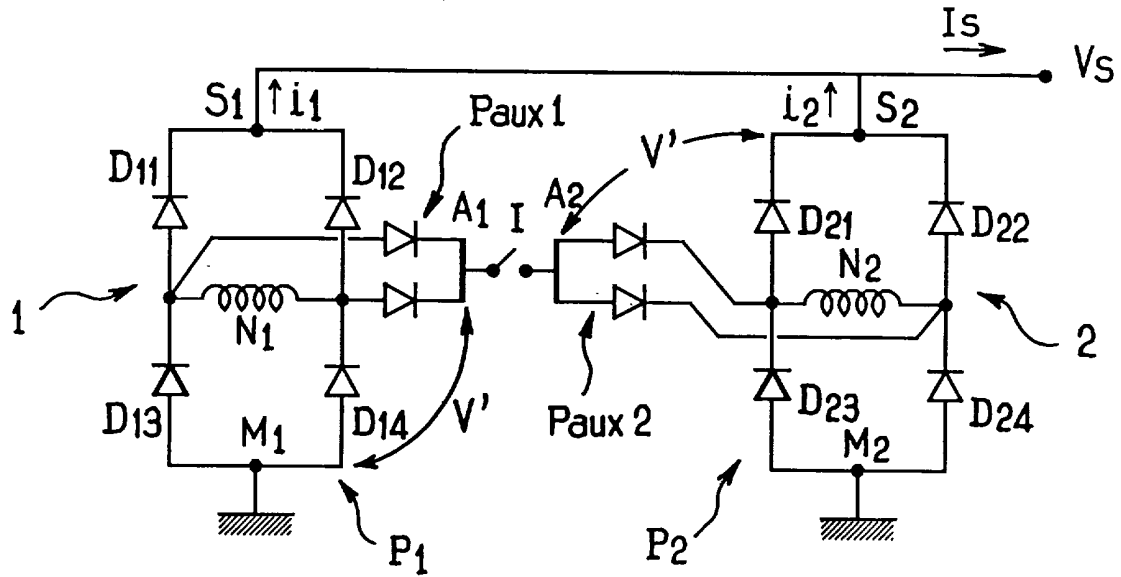 Is
Vs
S1
i1
Paux 1
i2
S2
V'
D11
D12
A1
I
A2
D21
D22
N1
N2
1
2
D13
D14
V'
Paux 2
D23
D24
M1
M2
P1
P2